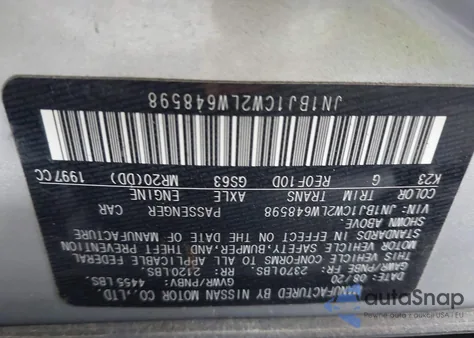 MANUFACTURED BY NISSAN MOTOR CO.,LTD.
DATE: 08/20 GVWR/PNBV: 4455 LBS.
GAWR/PNBE FR: 2370LBS. RR: 2120LBS.
THIS VEHICLE CONFORMS TO ALL APPLICABLE FEDERAL
MOTOR VEHICLE SAFETY, BUMPER, AND THEFT PREVENTION
STANDARDS IN EFFECT ON THE DATE OF MANUFACTURE
SHOWN ABOVE
VIN: JN1BJ1CW2LW648598 PASSENGER CAR
COLOR TRIM TRANS AXLE ENGINE
K23 G RE0F10D GS63 MR20(DD) 1997CC
JN1BJ1CW2LW648598
autoSnap